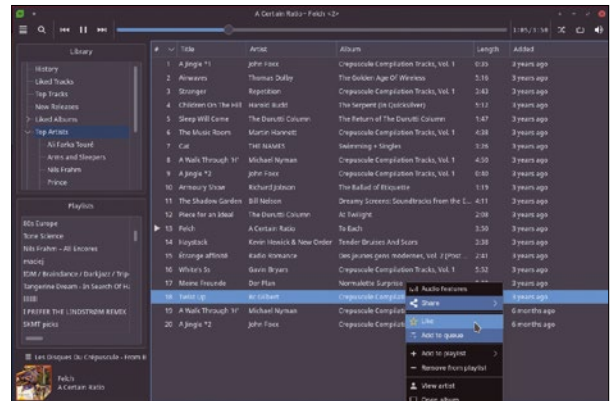 A Certain Ratio - Felch <2>
1:05/3:50
Library
History
Liked Tracks
Top Tracks
New Releases
Liked Albums
Top Artists
Ali Farka Touré
Arms and Sleepers
Nils Frahm
Prince
Playlists
80s Europe
Tone Science
Nils Frahm - All Encores
maciej
EDM / Braindance / Darkjazz / Trip-
Tangerine Dream - In Search Of H
I PREFER THE LINDSTRØM REMIX
SKMT picks
Les Disques Du Crépuscule - From B
Felch
A Certain Ratio
# Title Artist Album Length Added
1 A Jingle *1 John Foxx Crepuscule Compilation Tracks, Vol. 1 0:35 3 years ago
2 Airwaves Thomas Dolby The Golden Age Of Wireless 5:16 3 years ago
3 Stronger Repetition Crepuscule Compilation Tracks, Vol. 1 3:43 3 years ago
4 Children On The Hill Harold Budd The Serpent (In Quicksilver) 5:12 3 years ago
5 Sleep Will Come The Durutti Column The Return of The Durutti Column 1:47 3 years ago
6 The Music Room Martin Hannett Crepuscule Compilation Tracks, Vol. 1 4:38 3 years ago
7 Cat THE NAMES Swimming + Singles 3:26 3 years ago
8 A Walk Through Michael Nyman Crepuscule Compilation Tracks, Vol. 1 4:50 3 years ago
9 A Jingle *1 John Foxx Crepuscule Compilation Tracks, Vol. 1 0:40 3 years ago
10 Armoury Show Richard Jobson The Ballad of Etiquette 1:19 3 years ago
11 The Shadow Garden Bill Nelson Dreamy Screens: Soundtracks from the E... 4:11 3 years ago
12 Piece for an Ideal The Durutti Column At Twilight 2:08 3 years ago
13 Felch A Certain Ratio To Each 3:50 3 years ago
14 Haystack Kevin Hewick & New Order Tender Bruises And Scars 3:38 3 years ago
15 Étrange affinité Radio Romance Des jeunes gens modernes, Vol. 2 (Post ... 2:41 3 years ago
16 White's Ss Gavin Bryars Crepuscule Compilation Tracks, Vol. 1 5:32 3 years ago
17 Meine Freunde Der Plan Normalette Surprise 3 years ago
18 Twist Up BC Gilbert Crepuscule Compilation 3 years ago
19 A Walk Through Michael Nyman Crepuscule Compilation 6 months ago
20 A Jingle *2 John Foxx Crepuscule Compilation 6 months ago
Audio features
Share
Like
Add to queue
Add to playlist
Remove from playlist
View artist
Open album